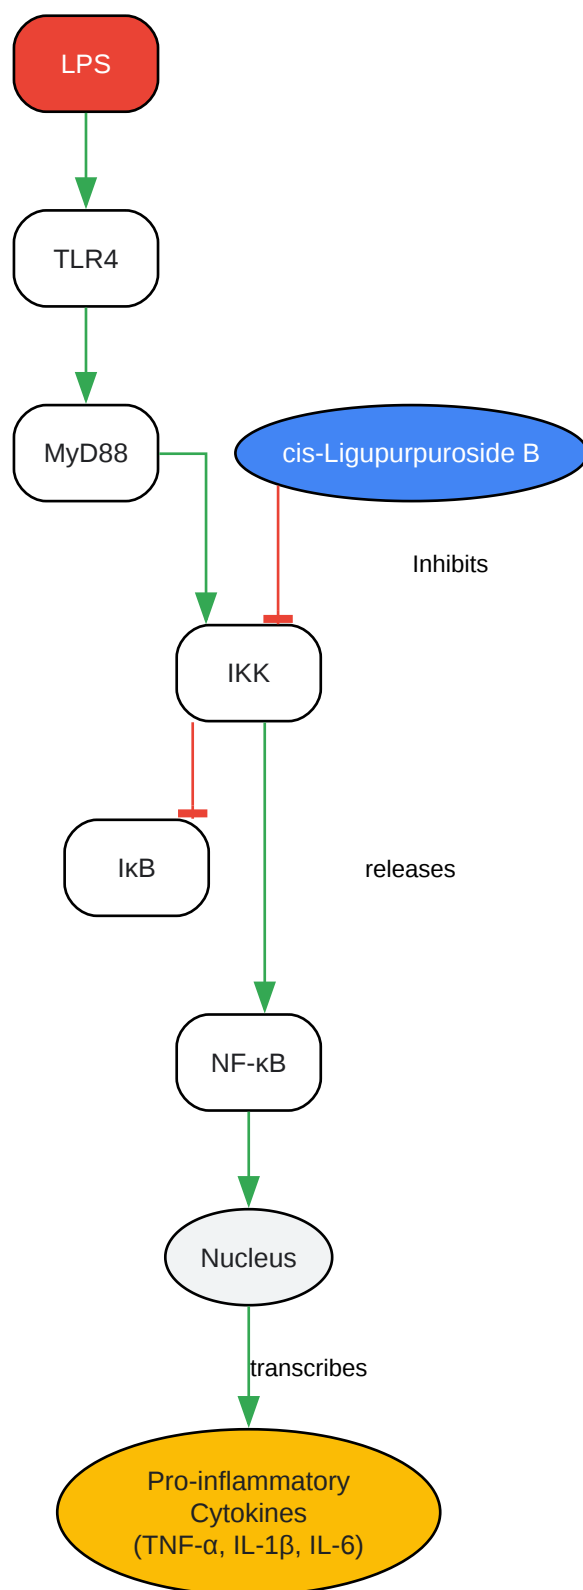 LPS
TLR4
MyD88
cis-Ligupurpuroside B
Inhibits
IKK
IκB
releases
NF-κB
Nucleus
transcribes
Pro-inflammatory
Cytokines
(TNF-α, IL-1β, IL-6)